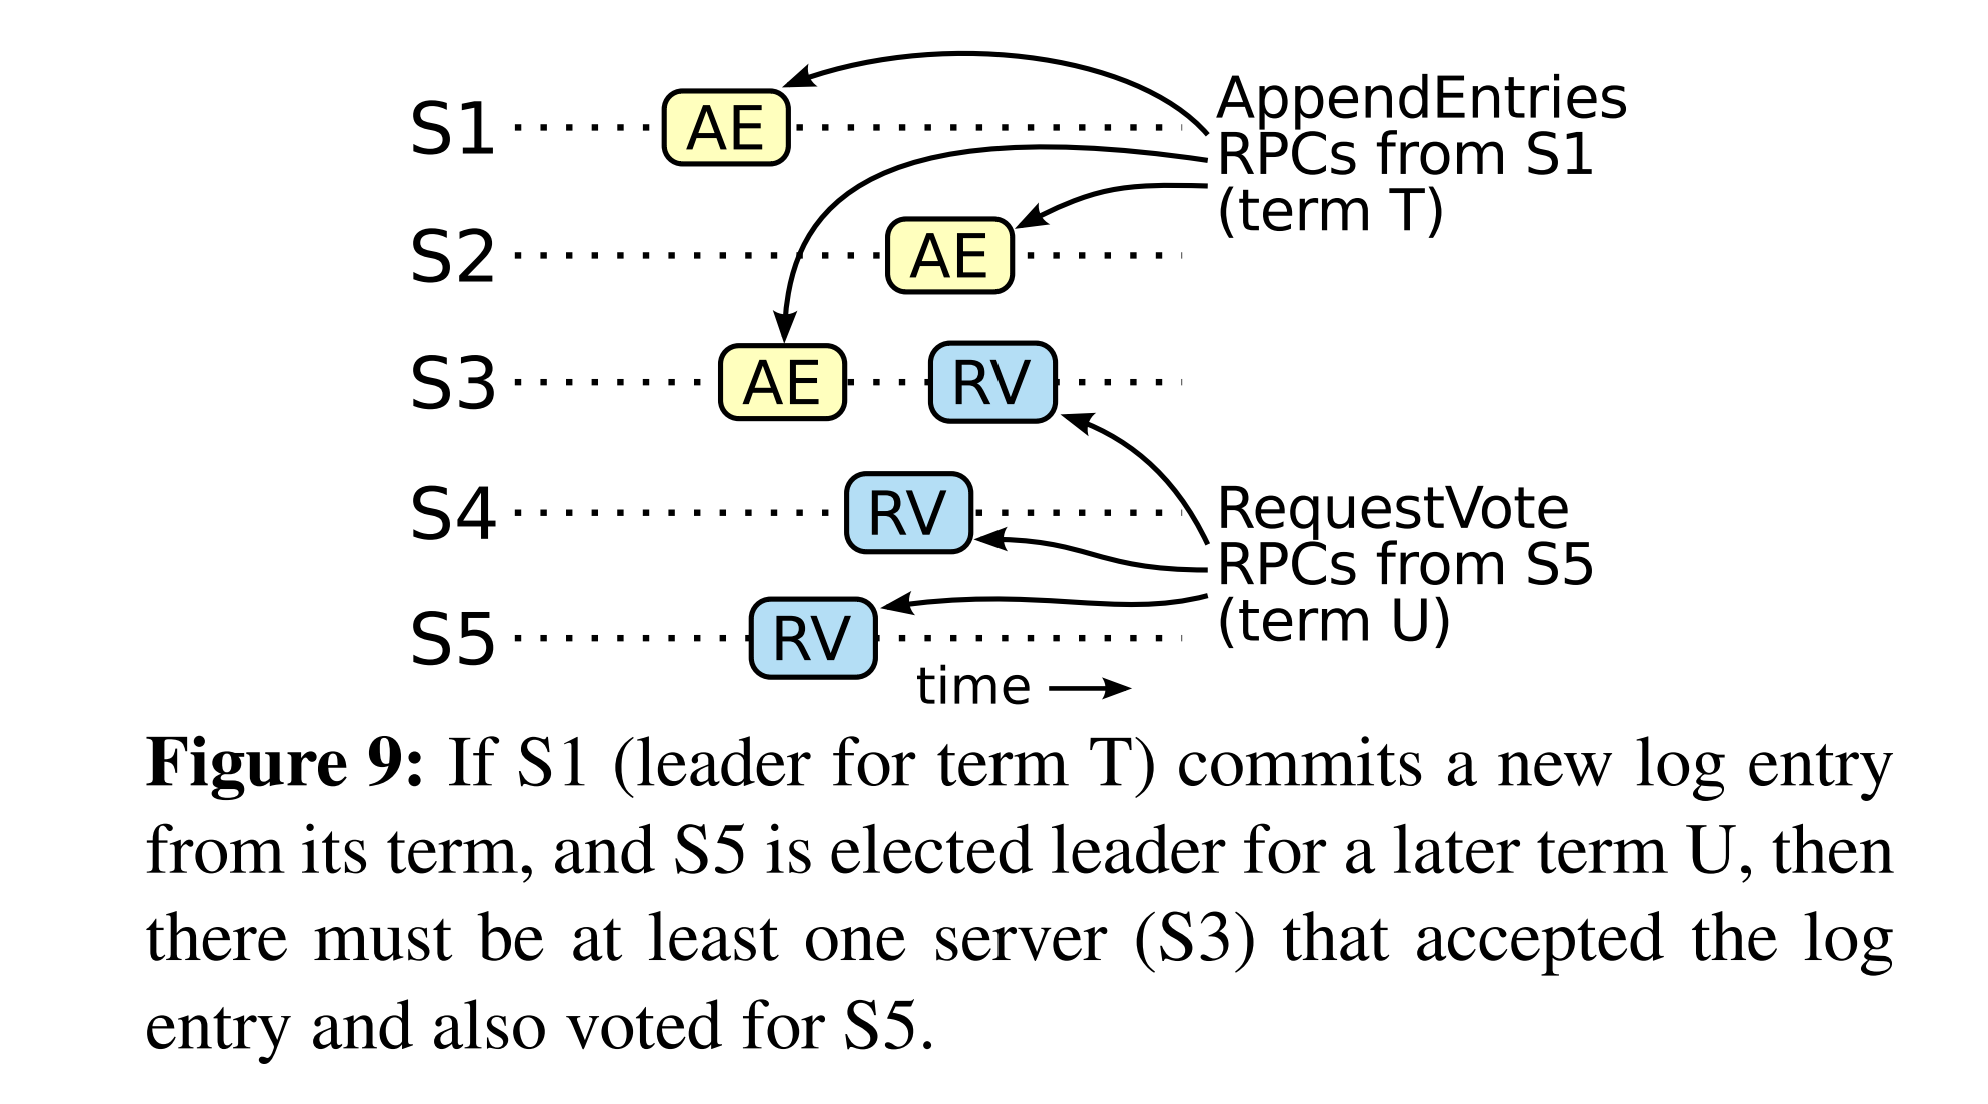 S1
AE
AppendEntries
RPCs from S1
(term T)
S2
AE
S3
AE
RV
S4
RV
RequestVote
RPCs from S5
(term U)
S5
RV
time
Figure 9: If S1 (leader for term T) commits a new log entry
from its term, and S5 is elected leader for a later term U, then
there must be at least one server (S3) that accepted the log
entry and also voted for S5.